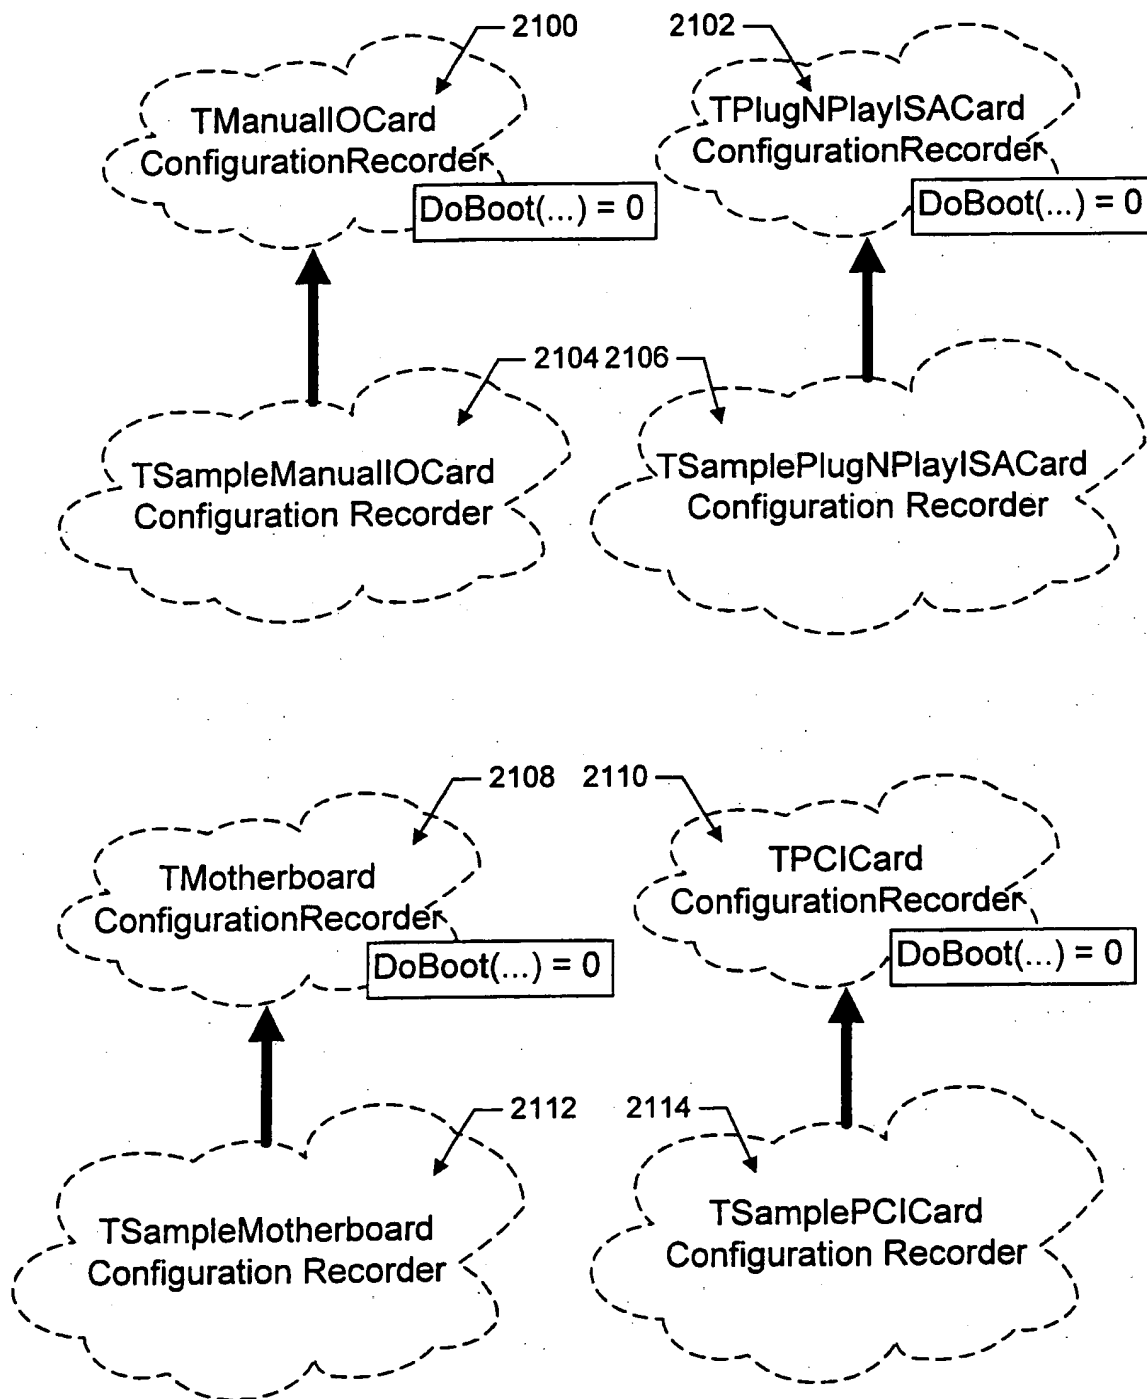 2100
2102
TManualIOCard
ConfigurationRecorder
DoBoot(...) = 0
TPlugNPlayISACard
ConfigurationRecorder
DoBoot(...) = 0
2104
2106
TSampleManualIOCard
Configuration Recorder
TSamplePlugNPlayISACard
Configuration Recorder
2108
2110
TMotherboard
ConfigurationRecorder
DoBoot(...) = 0
TPCICard
ConfigurationRecorder
DoBoot(...) = 0
2112
2114
TSampleMotherboard
Configuration Recorder
TSamplePCICard
Configuration Recorder